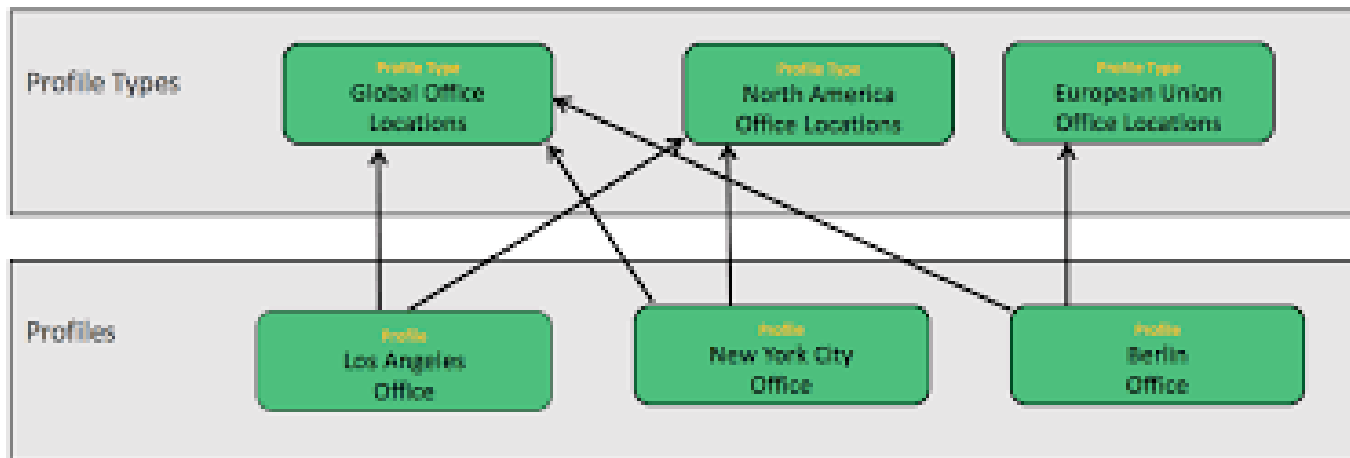 Profile Types
Profile Type
Global Office
Locations
Profile Type
North America
Office Locations
Profile Type
European Union
Office Locations
Profiles
Profile
Los Angeles
Office
Profile
New York City
Office
Profile
Berlin
Office